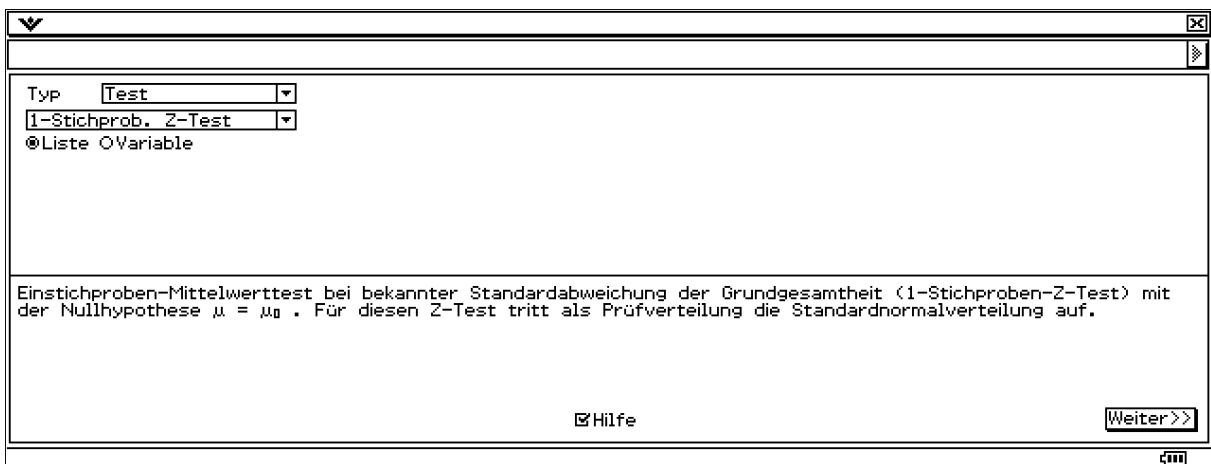 Typ Test
1-Stichprob. Z-Test
Liste Variable
Einstichproben-Mittelwerttest bei bekannter Standardabweichung der Grundgesamtheit (1-Stichproben-Z-Test) mit
der Nullhypothese μ = μ₀ . Für diesen Z-Test tritt als Prüfverteilung die Standardnormalverteilung auf.
Hilfe
Weiter>>